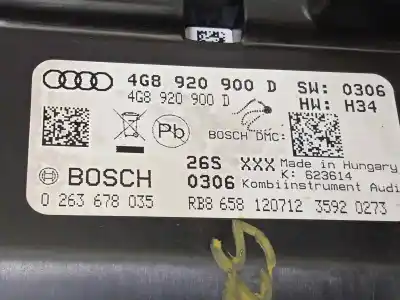 4G8 920 900 D SW: 0306
4G8 920 900 D HW: H34
Pb BOSCH DMC:
26S XXX Made in Hungary
BOSCH 0306 K: 623614
Kombiinstrument Audi
0 263 678 035 RB8 658 120712 3592 0273